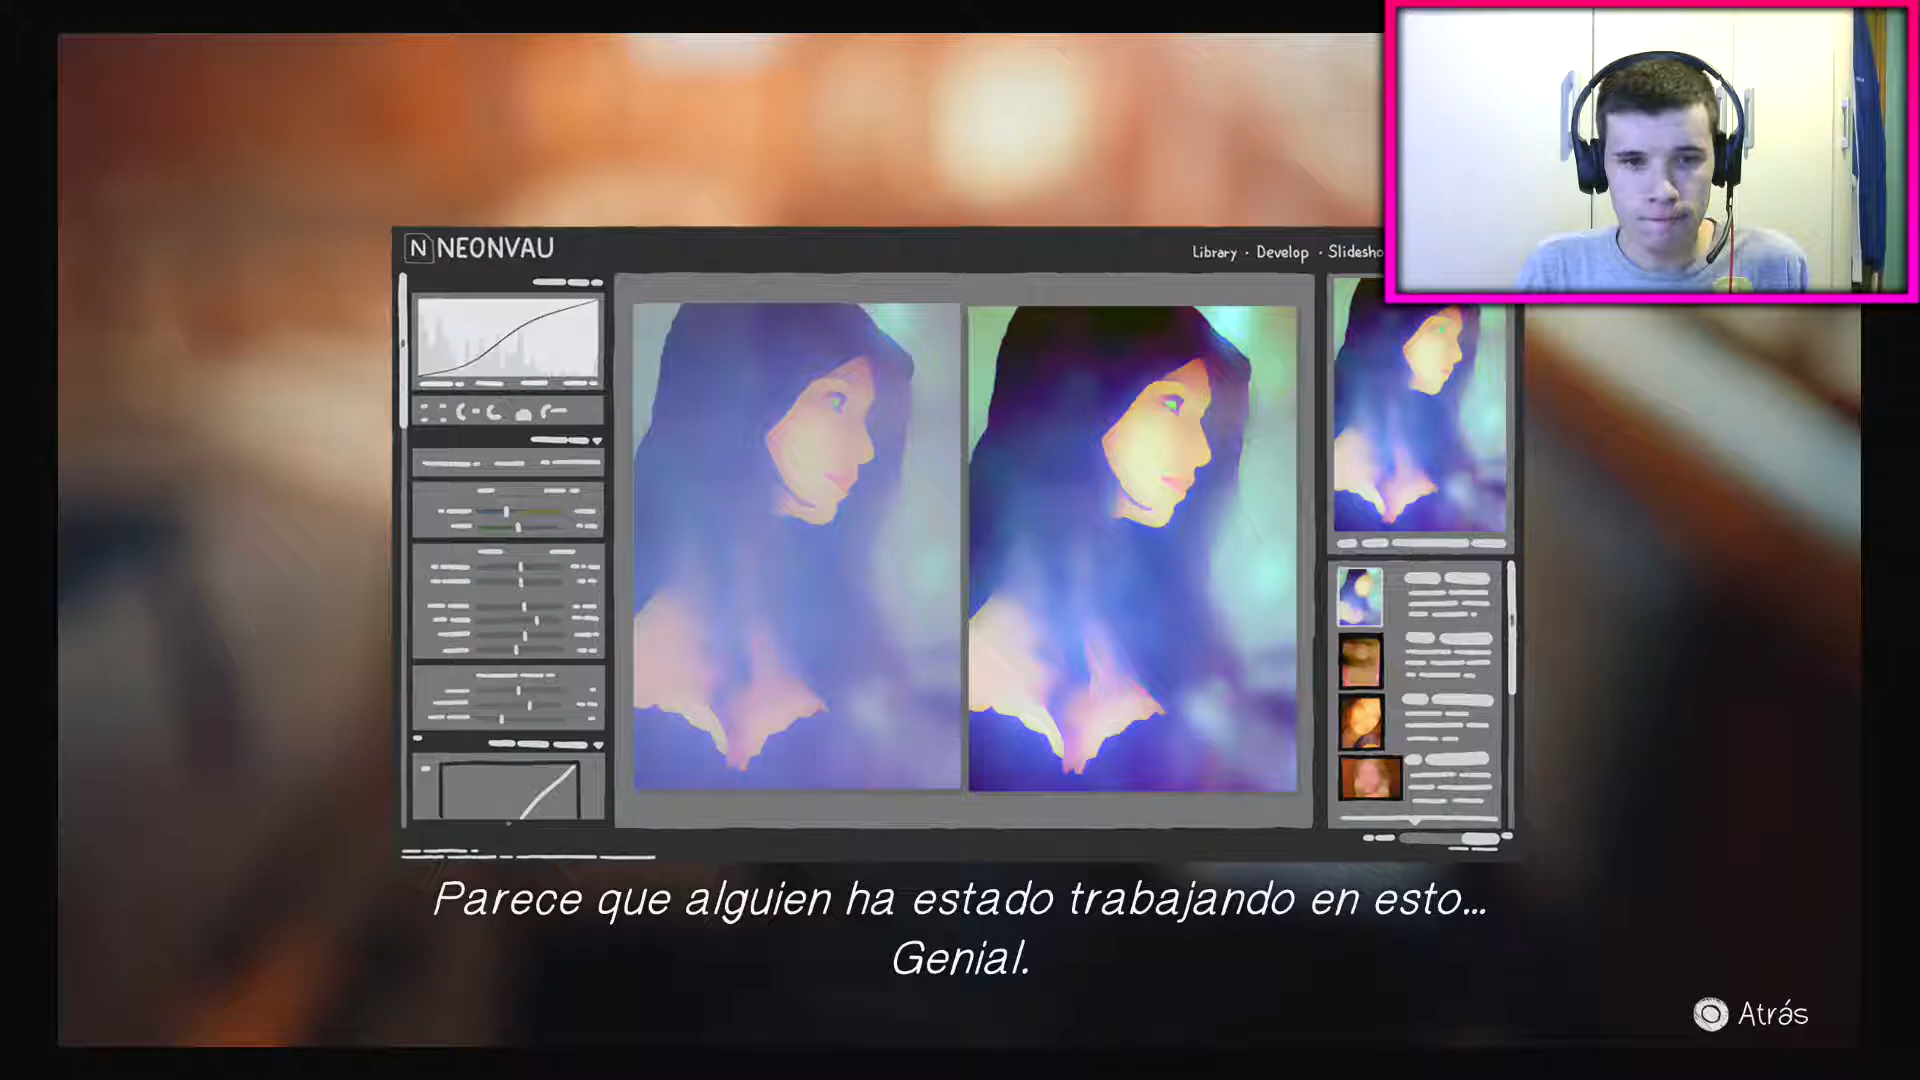 N NEONVAU
Library · Develop · Slidesho
Parece que alguien ha estado trabajando en esto...
Genial.
Atrás